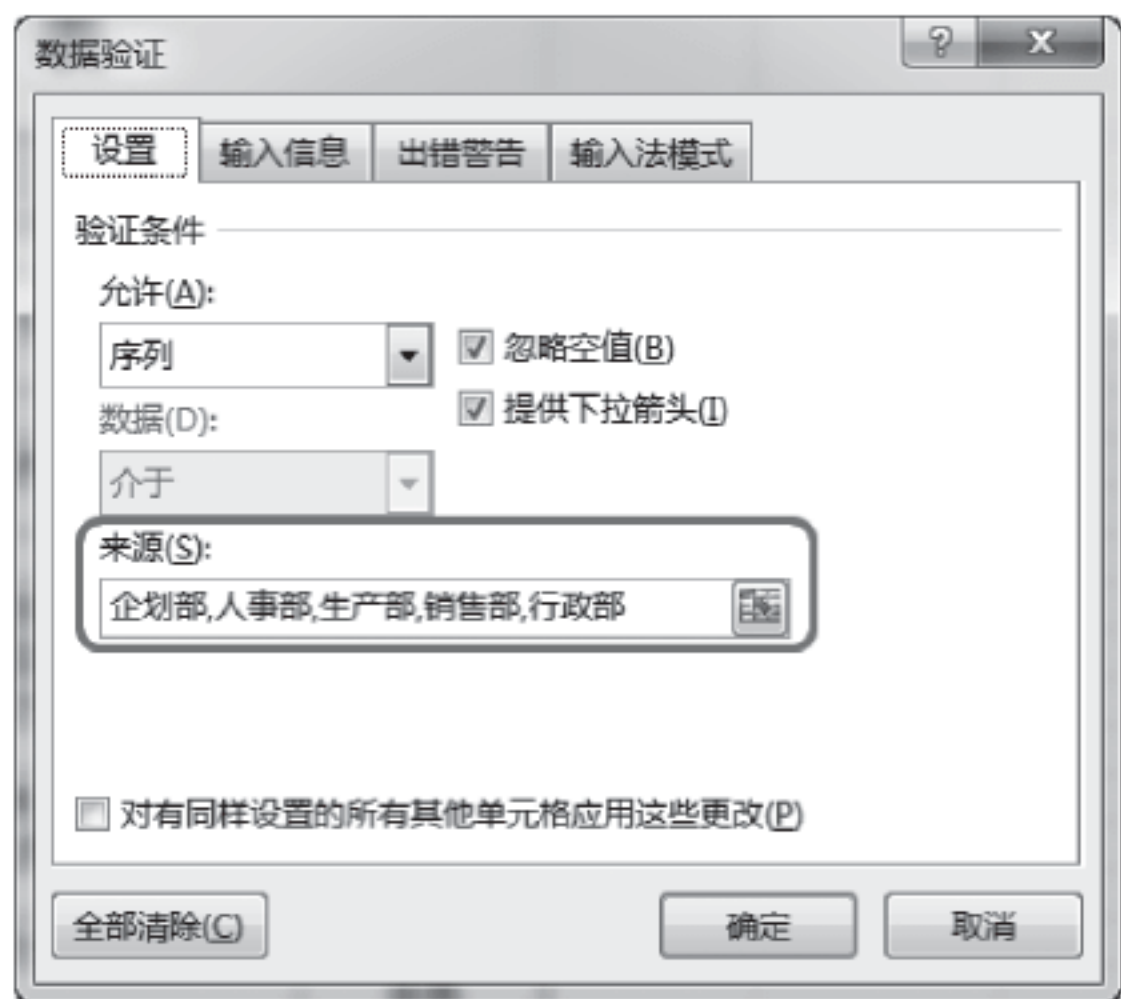 数据验证
设置 输入信息 出错警告 输入法模式
验证条件
允许(A):
序列
忽略空值(B)
数据(D):
提供下拉箭头(I)
介于
来源(S):
企划部,人事部,生产部,销售部,行政部
对有同样设置的所有其他单元格应用这些更改(P)
全部清除(C) 确定 取消